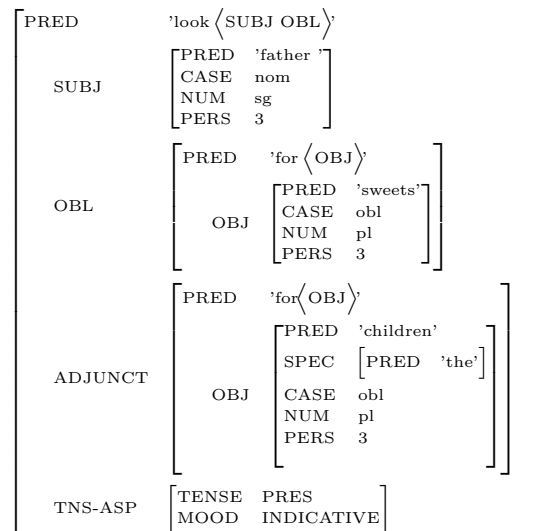 PRED 'look⟨SUBJ OBL⟩'
SUBJ
PRED 'father '
CASE nom
NUM sg
PERS 3
PRED 'for⟨OBJ⟩'
OBL
OBJ
PRED 'sweets'
CASE obl
NUM pl
PERS 3
PRED 'for⟨OBJ⟩'
ADJUNCT
OBJ
PRED 'children'
SPEC [PRED 'the']
CASE obl
NUM pl
PERS 3
TNS-ASP
TENSE PRES
MOOD INDICATIVE